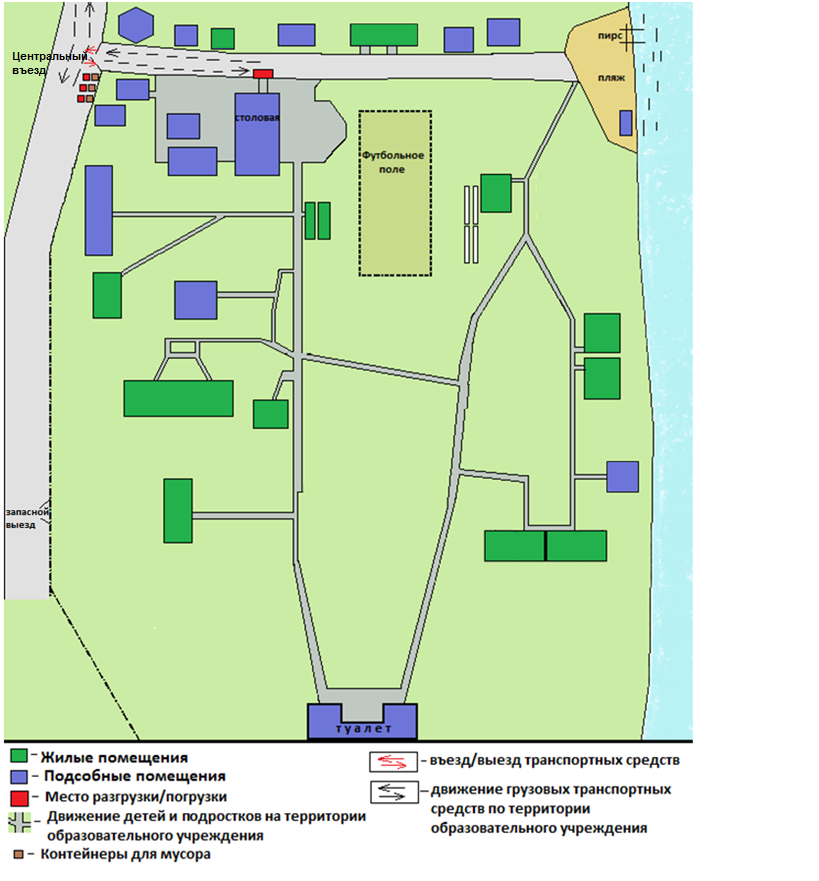 пирс
Центральный
въезд
пляж
столовая
Футбольное
поле
запасной
выезд
туалет
– Жилые помещения
– Подсобные помещения
– Место разгрузки/погрузки
– Движение детей и подростков на территории
образовательного учреждения
– Контейнеры для мусора
– въезд/выезд транспортных средств
– движение грузовых транспортных
средств по территории
образовательного учреждения